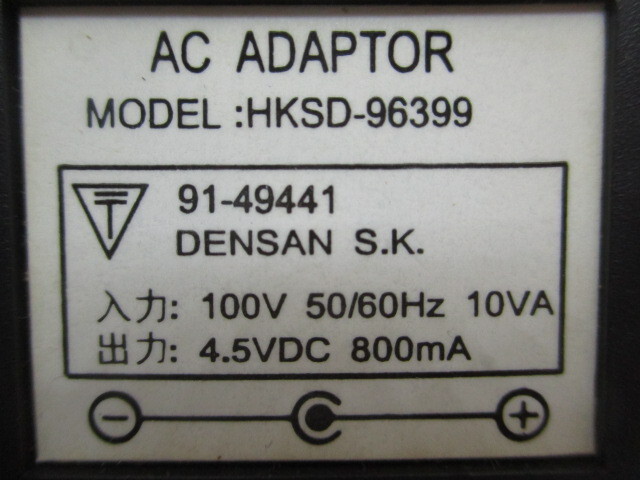 AC ADAPTOR
MODEL :HKSD-96399
91-49441
DENSAN S.K.
入力: 100V 50/60Hz 10VA
出力: 4.5VDC 800mA